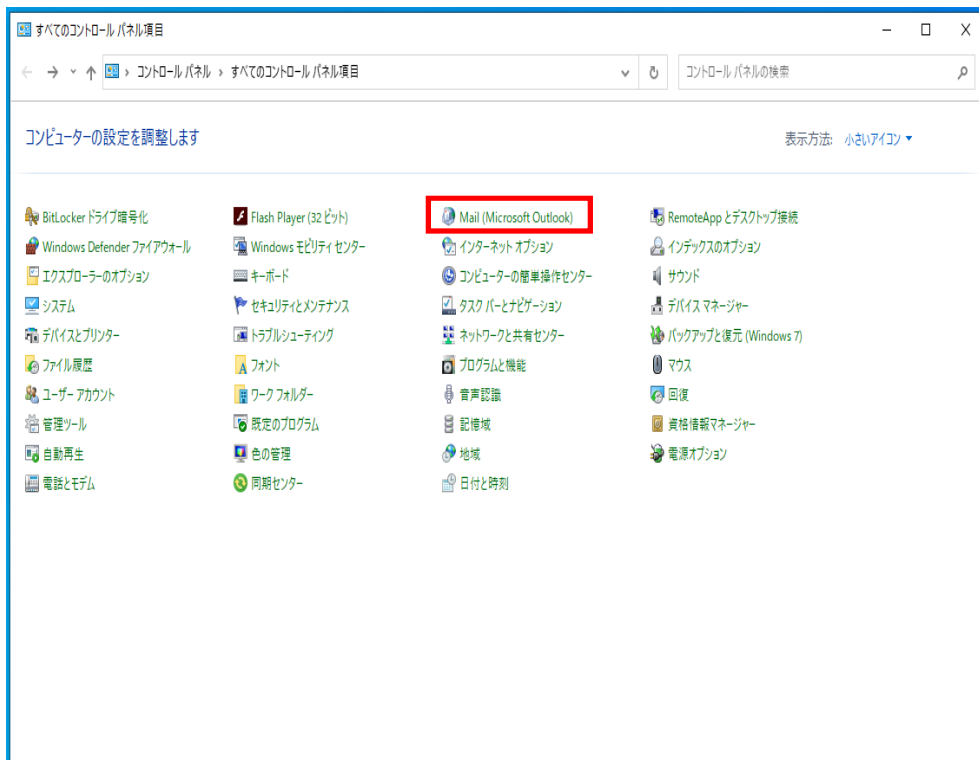 すべてのコントロール パネル項目
コントロール パネル › すべてのコントロール パネル項目
コントロール パネルの検索
コンピューターの設定を調整します
表示方法: 小さいアイコン
BitLocker ドライブ暗号化
Flash Player (32 ビット)
Mail (Microsoft Outlook)
RemoteApp とデスクトップ接続
Windows Defender ファイアウォール
Windows モビリティ センター
インターネット オプション
インデックスのオプション
エクスプローラーのオプション
キーボード
コンピューターの簡単操作センター
サウンド
システム
セキュリティとメンテナンス
タスク バーとナビゲーション
デバイス マネージャー
デバイスとプリンター
トラブルシューティング
ネットワークと共有センター
バックアップと復元 (Windows 7)
ファイル履歴
フォント
プログラムと機能
マウス
ユーザー アカウント
ワーク フォルダー
音声認識
回復
管理ツール
既定のプログラム
記憶域
資格情報マネージャー
自動再生
色の管理
地域
電源オプション
電話とモデム
同期センター
日付と時刻